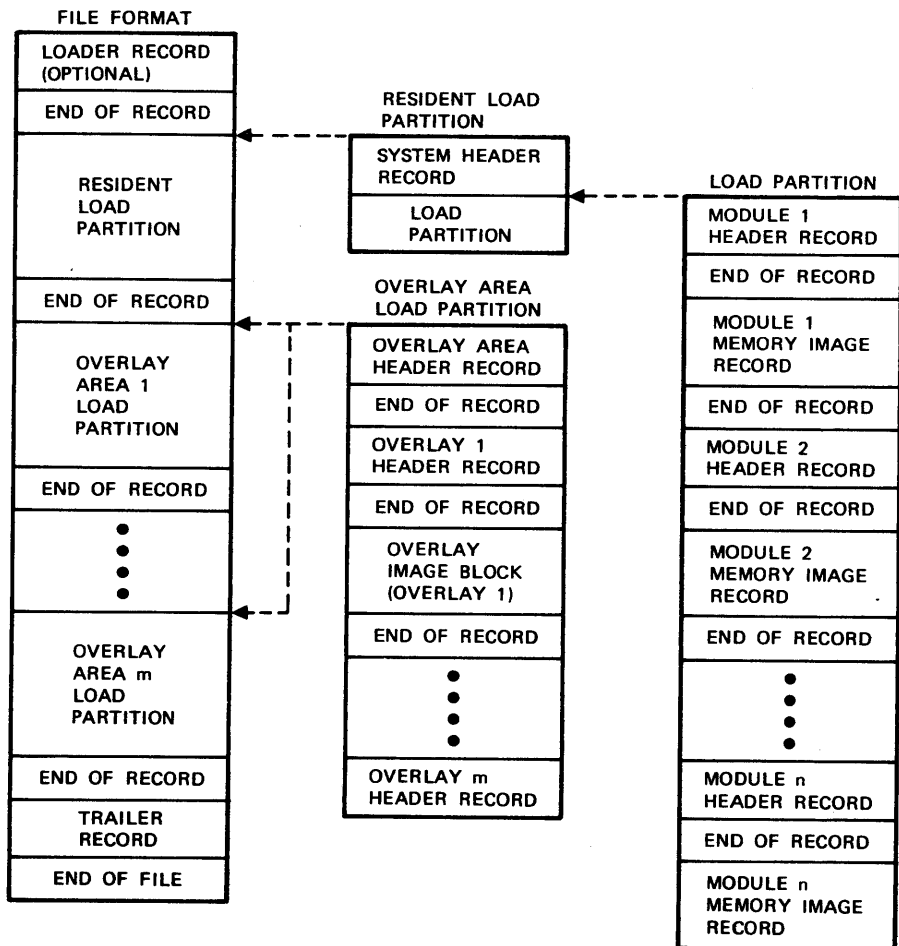 FILE FORMAT
LOADER RECORD
(OPTIONAL)
END OF RECORD
RESIDENT
LOAD
PARTITION
END OF RECORD
OVERLAY
AREA 1
LOAD
PARTITION
END OF RECORD
OVERLAY
AREA m
LOAD
PARTITION
END OF RECORD
TRAILER
RECORD
END OF FILE
RESIDENT LOAD
PARTITION
SYSTEM HEADER
RECORD
LOAD
PARTITION
OVERLAY AREA
LOAD PARTITION
OVERLAY AREA
HEADER RECORD
END OF RECORD
OVERLAY 1
HEADER RECORD
END OF RECORD
OVERLAY
IMAGE BLOCK
(OVERLAY 1)
END OF RECORD
OVERLAY m
HEADER RECORD
LOAD PARTITION
MODULE 1
HEADER RECORD
END OF RECORD
MODULE 1
MEMORY IMAGE
RECORD
END OF RECORD
MODULE 2
HEADER RECORD
END OF RECORD
MODULE 2
MEMORY IMAGE
RECORD
END OF RECORD
MODULE n
HEADER RECORD
END OF RECORD
MODULE n
MEMORY IMAGE
RECORD